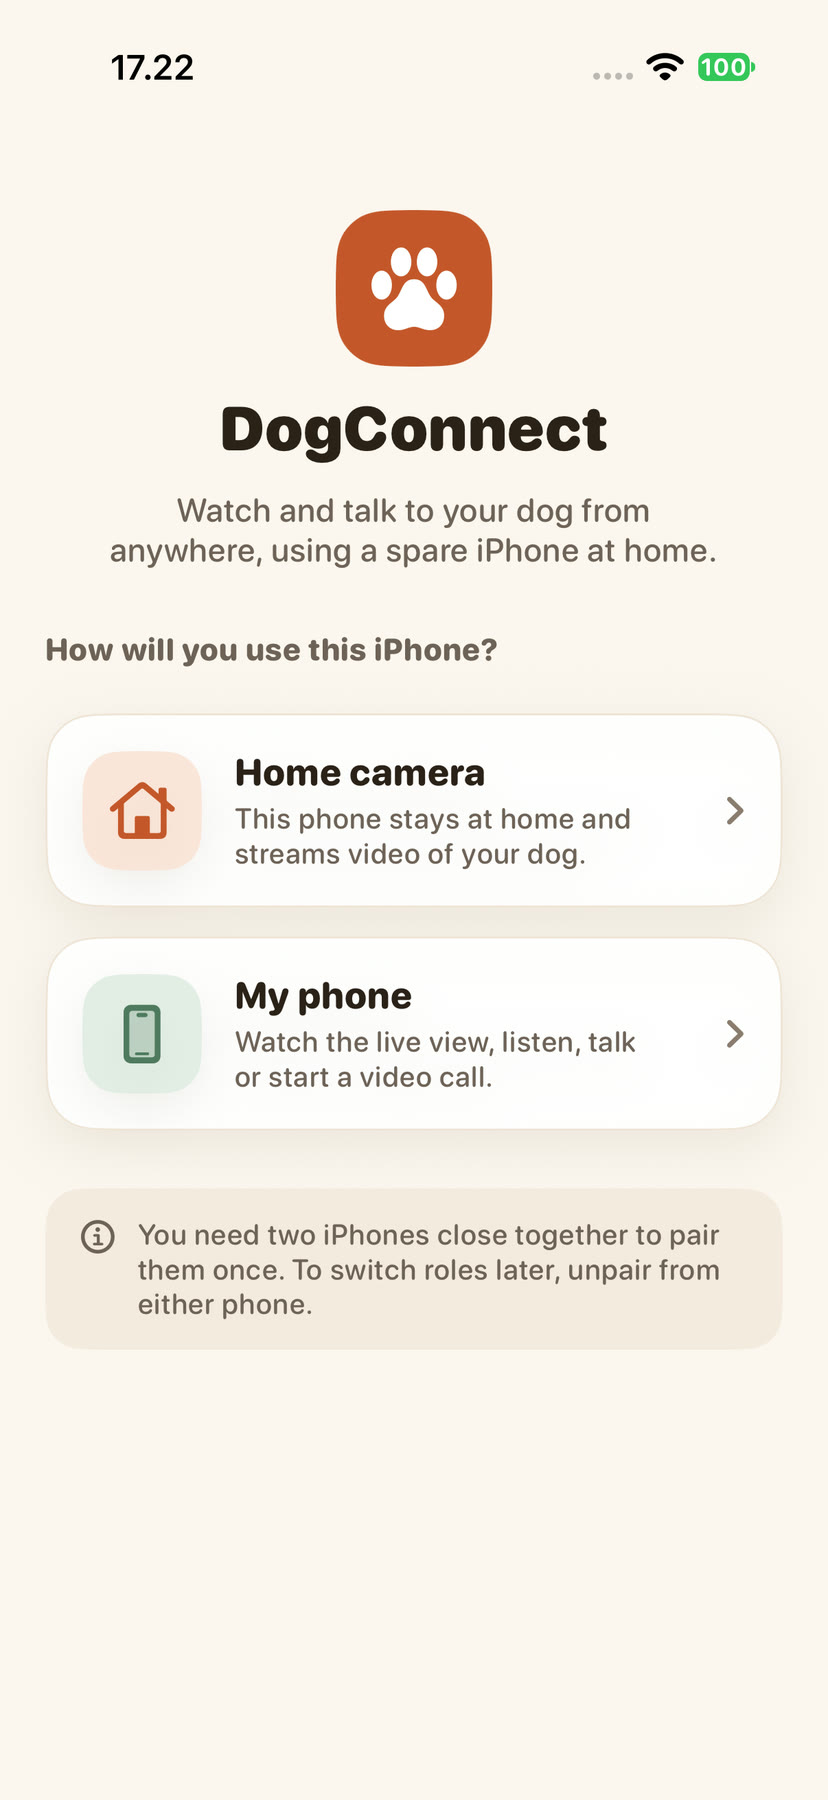 17.22
100
DogConnect
Watch and talk to your dog from
anywhere, using a spare iPhone at home.
How will you use this iPhone?
Home camera
This phone stays at home and
streams video of your dog.
My phone
Watch the live view, listen, talk
or start a video call.
You need two iPhones close together to pair
them once. To switch roles later, unpair from
either phone.